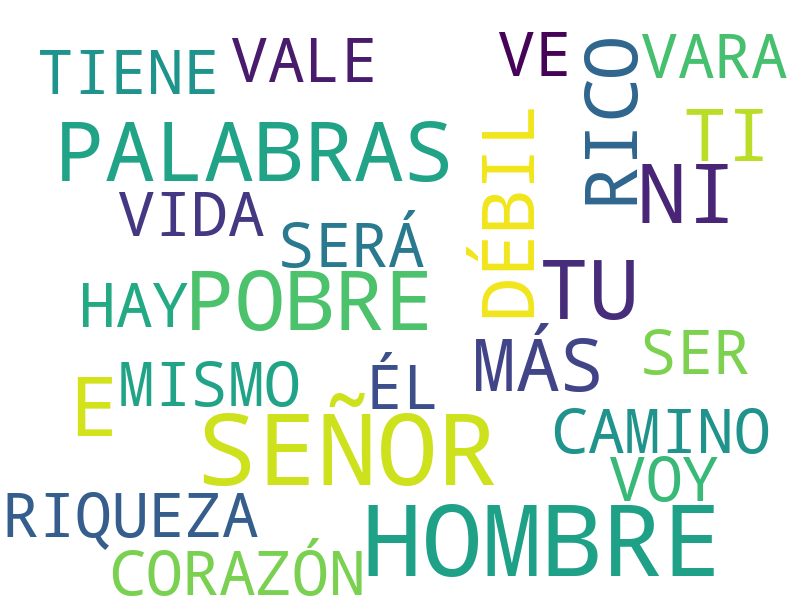 TIENE
VALE
VE
RICO
VARA
PALABRAS
DÉBIL
TI
NI
VIDA
SERÁ
HAY
POBRE
TU
MÁS
SER
E
MISMO
ÉL
SEÑOR
CAMINO
VOY
RIQUEZA
HOMBRE
CORAZÓN